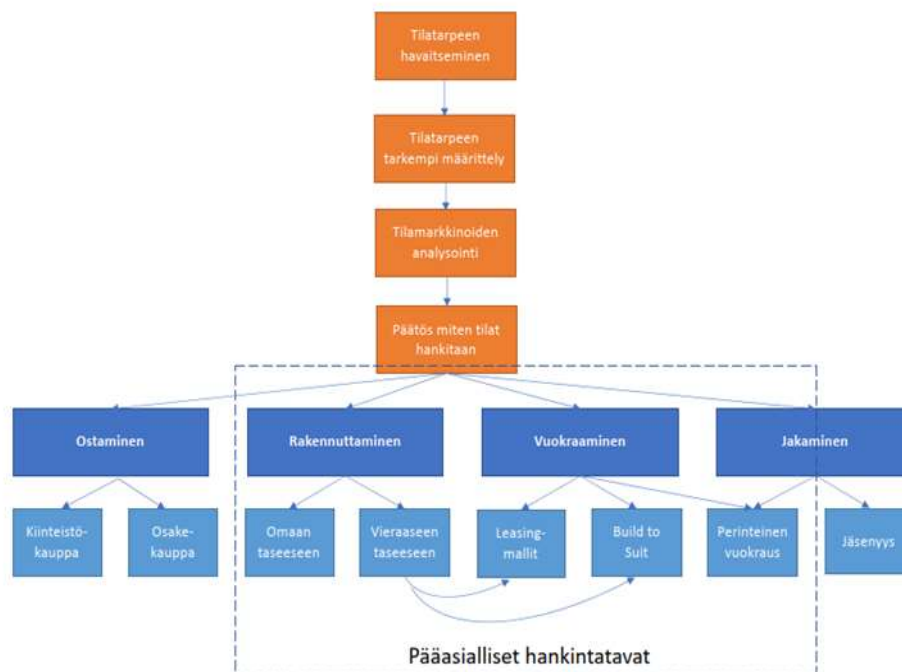 Tilatarpeen
havaitseminen
Tilatarpeen
tarkempi määrittely
Tilamarkkinoiden
analysointi
Päätös miten tilat
hankitaan
Ostaminen
Rakennuttaminen
Vuokraaminen
Jakaminen
Kiinteistö-
kauppa
Osake-
kauppa
Omaan
taseeseen
Vieraaseen
taseeseen
Leasing-
mallit
Build to
Suit
Perinteinen
vuokraus
Jäsenyys
Pääasialliset hankintatavat